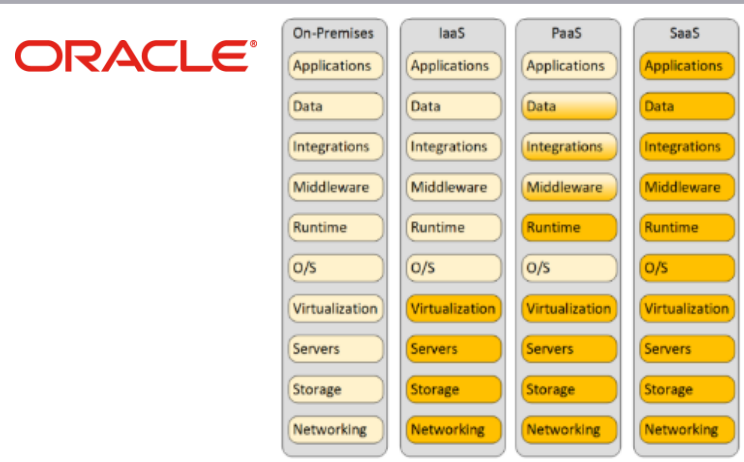 ORACLE®
On-Premises IaaS PaaS SaaS
Applications Applications Applications Applications
Data Data Data Data
Integrations Integrations Integrations Integrations
Middleware Middleware Middleware Middleware
Runtime Runtime Runtime Runtime
O/S O/S O/S O/S
Virtualization Virtualization Virtualization Virtualization
Servers Servers Servers Servers
Storage Storage Storage Storage
Networking Networking Networking Networking